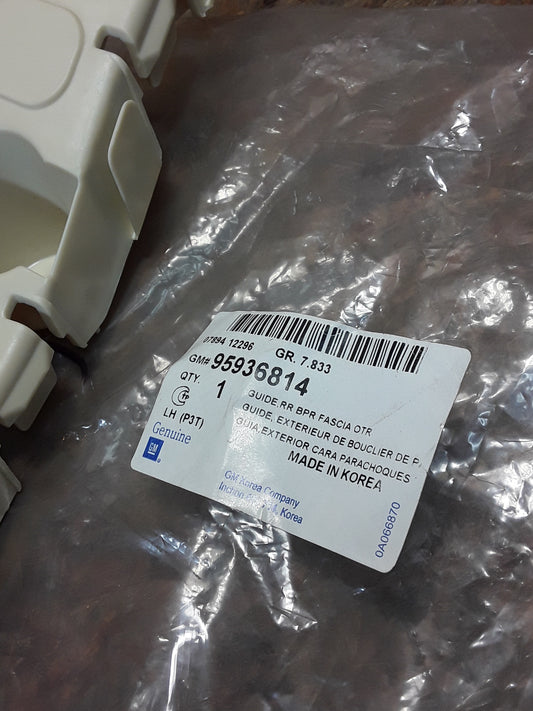 07894 12296 GR. 7.833
GM# 95936814
QTY. 1
GUIDE RR BPR FASCIA OTR
GUIDE, EXTERIEUR DE BOUCLIER DE P
GUIA, EXTERIOR CARA PARACHOQUES
LH (P3T)
MADE IN KOREA
Genuine
GM
GM Korea Company
Korea
0A066870